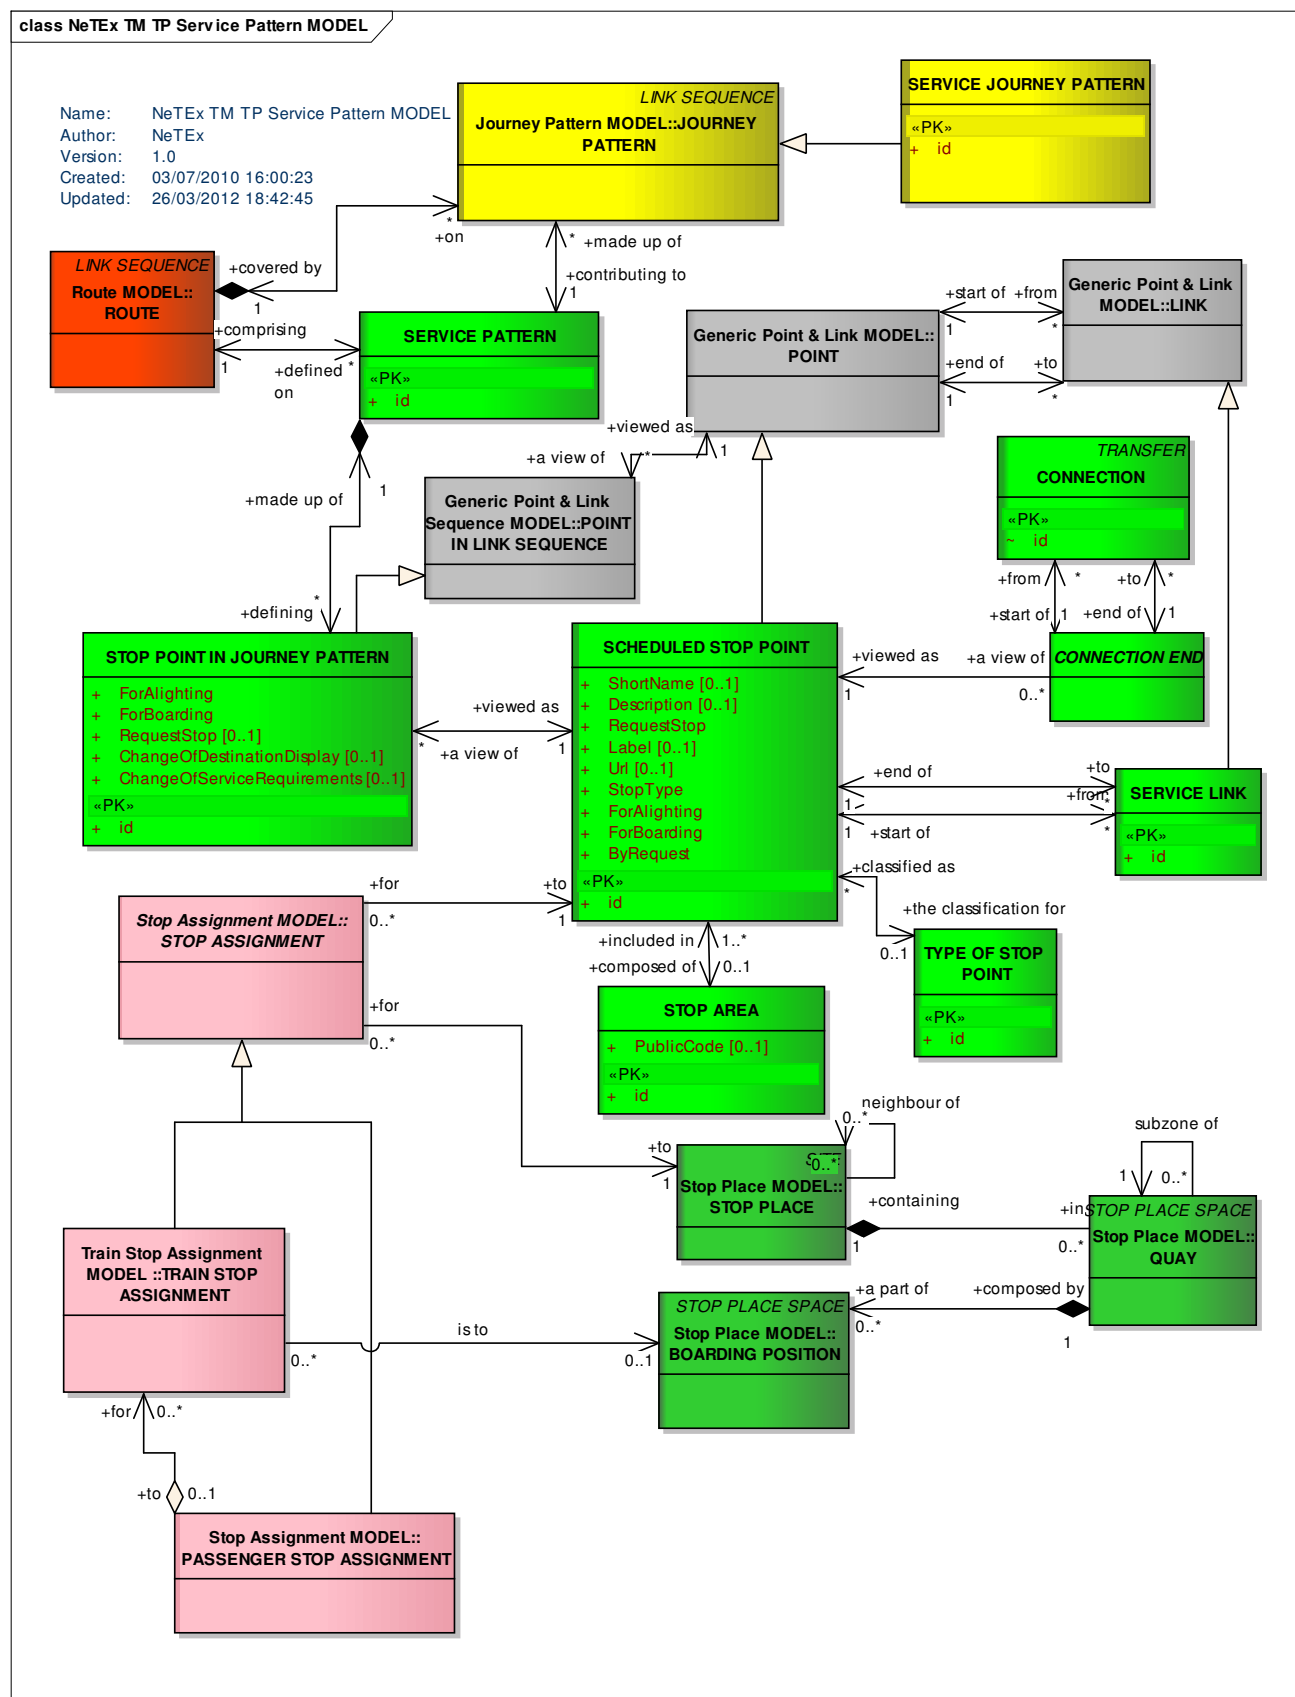 class NeTEx TM TP Service Pattern MODEL
Name: NeTEx TM TP Service Pattern MODEL
Author: NeTEx
Version: 1.0
Created: 03/07/2010 16:00:23
Updated: 26/03/2012 18:42:45
LINK SEQUENCE
Journey Pattern MODEL::JOURNEY
PATTERN
SERVICE JOURNEY PATTERN
«PK»
+ id
*
+on
+covered by
1
* +made up of
+contributing to
1
LINK SEQUENCE
Route MODEL::
ROUTE
+comprising
1
+defined
on
*
SERVICE PATTERN
«PK»
+ id
Generic Point & Link MODEL::
POINT
Generic Point & Link
MODEL::LINK
+start of +from
1 *
+end of +to
1 *
+viewed as
1
+a view of
*
+made up of
1
Generic Point & Link
Sequence MODEL::POINT
IN LINK SEQUENCE
TRANSFER
CONNECTION
«PK»
~ id
+from * +to *
+start of 1 +end of 1
CONNECTION END
+defining *
STOP POINT IN JOURNEY PATTERN
+ ForAlighting
+ ForBoarding
+ RequestStop [0..1]
+ ChangeOfDestinationDisplay [0..1]
+ ChangeOfServiceRequirements [0..1]
«PK»
+ id
+viewed as
1
+a view of
*
SCHEDULED STOP POINT
+ ShortName [0..1]
+ Description [0..1]
+ RequestStop
+ Label [0..1]
+ Url [0..1]
+ StopType
+ ForAlighting
+ ForBoarding
+ ByRequest
«PK»
+ id
+viewed as +a view of
1 0..*
+end of +to
1 *
+from
+start of
1 *
SERVICE LINK
«PK»
+ id
+classified as
*
+the classification for
0..1
TYPE OF STOP
POINT
«PK»
+ id
+for +to
0..* 1
Stop Assignment MODEL::
STOP ASSIGNMENT
+included in 1..*
+composed of 0..1
STOP AREA
+ PublicCode [0..1]
«PK»
+ id
+for
0..*
+to
1
neighbour of
0..*
0..*
SITE
Stop Place MODEL::
STOP PLACE
subzone of
1 0..*
+containing +in
1 0..*
STOP PLACE SPACE
Stop Place MODEL::
QUAY
Train Stop Assignment
MODEL ::TRAIN STOP
ASSIGNMENT
+a part of +composed by
0..* 1
STOP PLACE SPACE
Stop Place MODEL::
BOARDING POSITION
is to
0..* 0..1
+for 0..*
+to 0..1
Stop Assignment MODEL::
PASSENGER STOP ASSIGNMENT